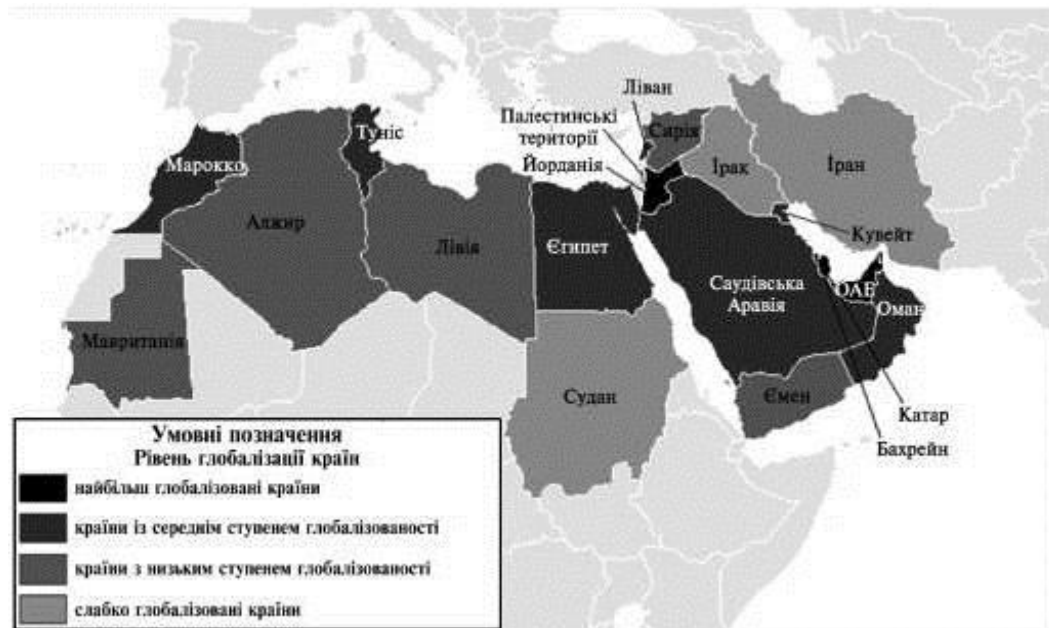 Ліван
Палестинські
території
Йорданія
Сирія
Ірак
Іран
Кувейт
Марокко
Туніс
Алжир
Лівія
Єгипет
Саудівська
Аравія
ОАЕ
Оман
Мавританія
Судан
Ємен
Катар
Бахрейн
Умовні позначення
Рівень глобалізації країн
найбільш глобалізовані країни
країни із середнім ступенем глобалізованості
країни з низьким ступенем глобалізованості
слабко глобалізовані країни